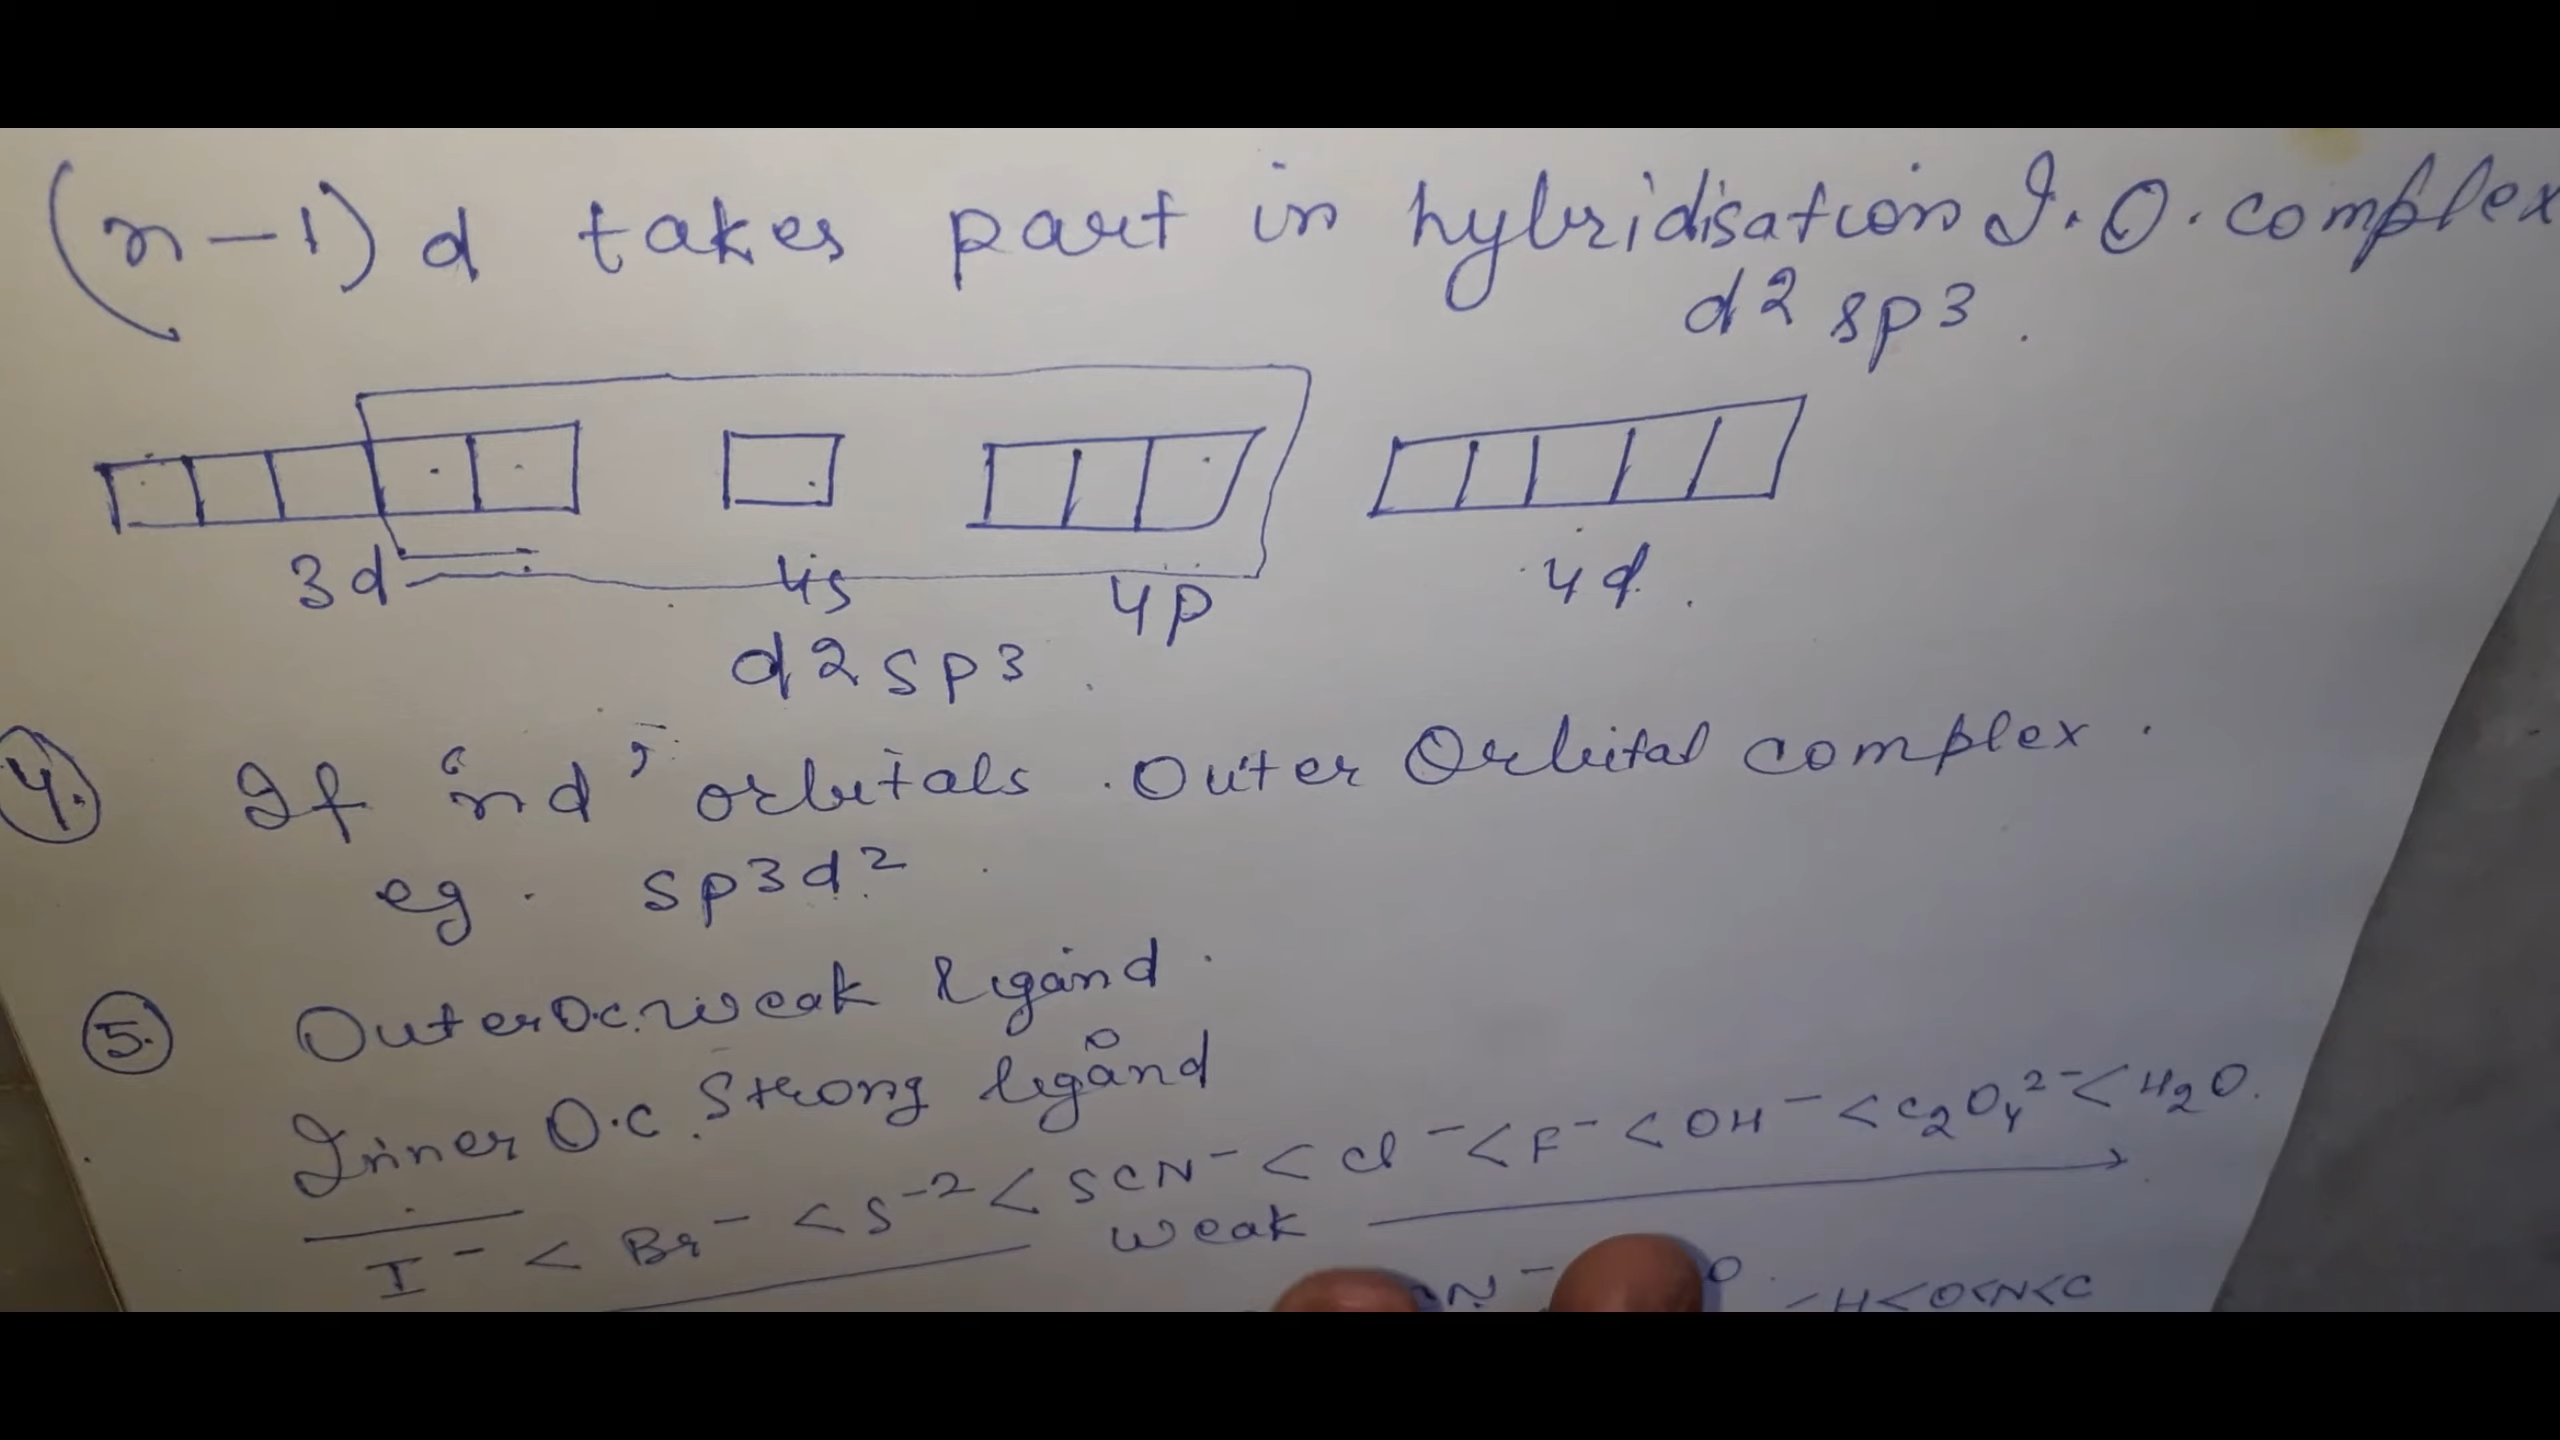 (n-1) d takes part in hybridisation I.O. complex
d2 sp3.
3d 4s 4p 4d.
d2sp3.
4. If "nd" orbitals. Outer Orbital complex.
eg. sp3d²
5. Outer O.C. weak ligand.
Inner O.C. Strong ligand
I⁻ < Br⁻ < S⁻² < SCN⁻ < Cl⁻ < F⁻ < OH⁻ < C₂O₄²⁻ < H₂O.
weak
H<O<N<C